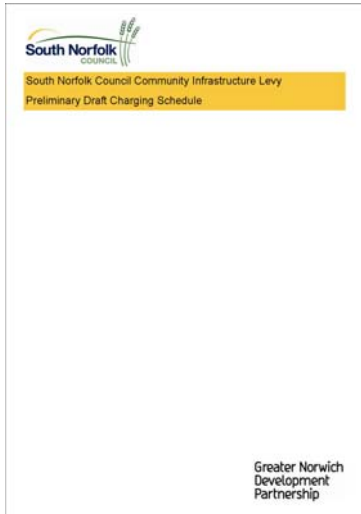 South Norfolk
COUNCIL
South Norfolk Council Community Infrastructure Levy
Preliminary Draft Charging Schedule
Greater Norwich
Development
Partnership